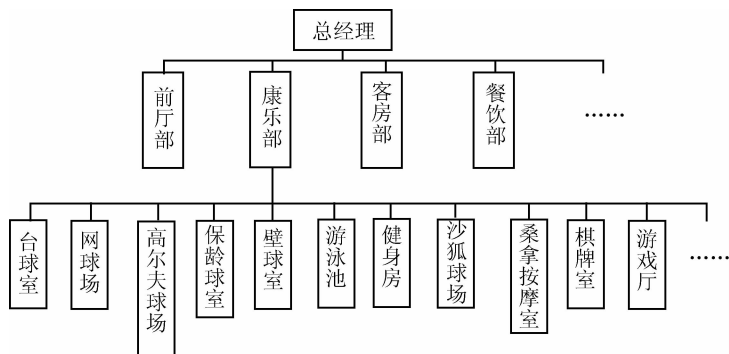 总经理
前厅部
康乐部
客房部
餐饮部
……
台球室
网球场
高尔夫球场
保龄球室
壁球室
游泳池
健身房
沙狐球场
桑拿按摩室
棋牌室
游戏厅
……